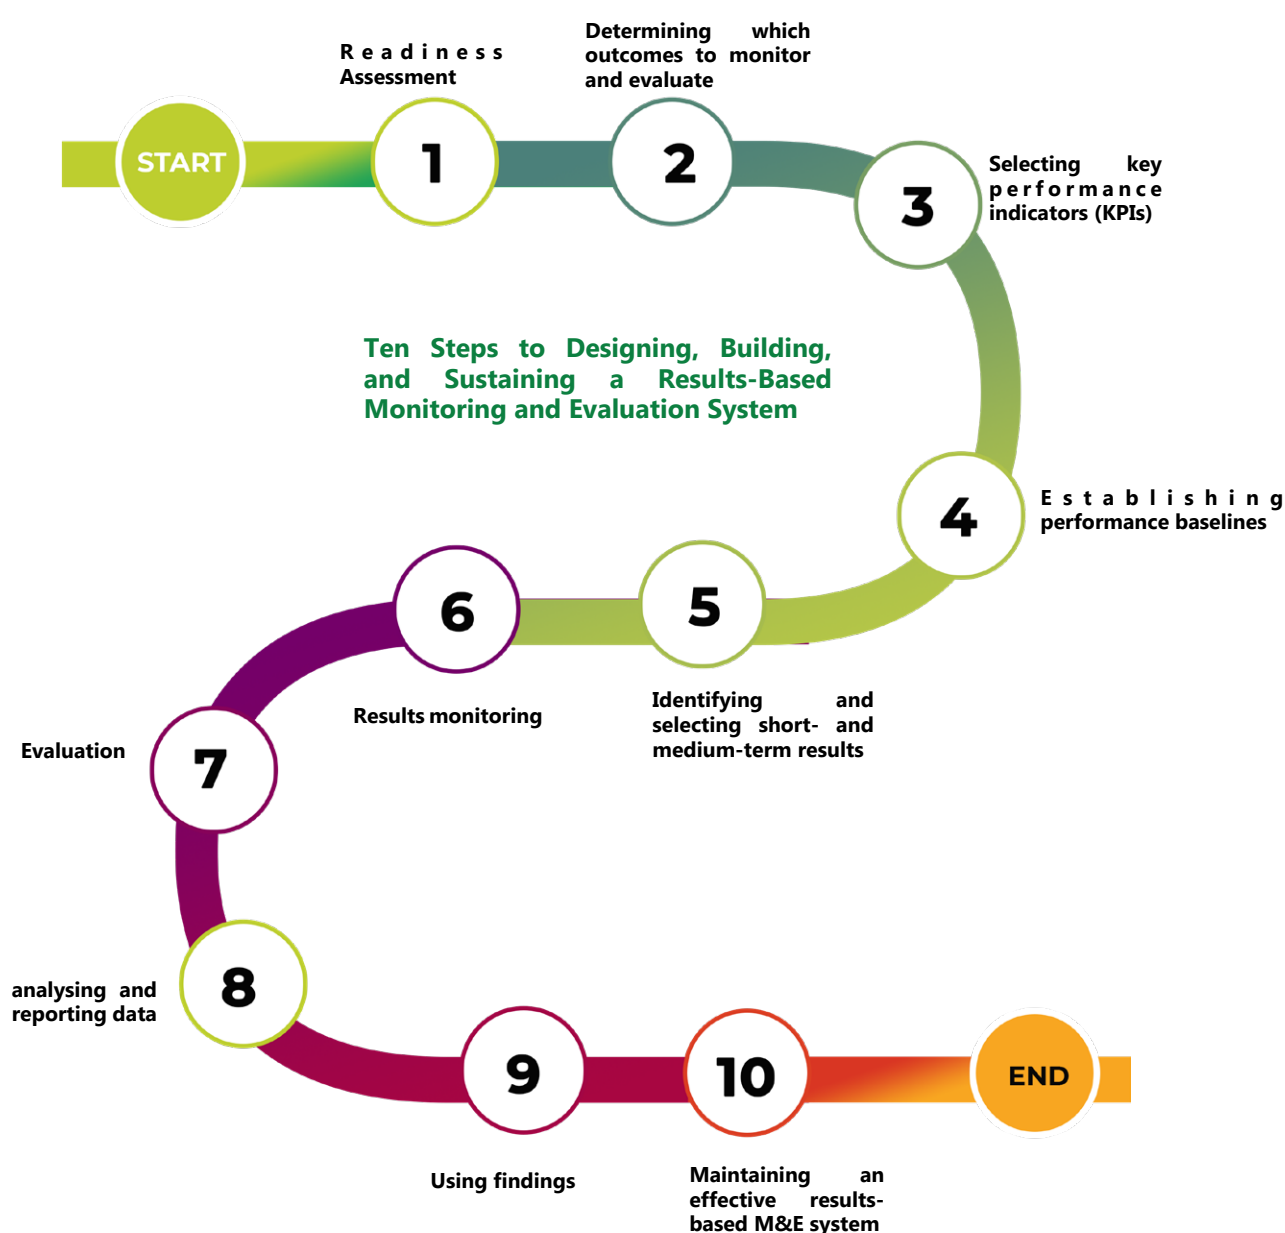 Readiness
Assessment
Determining which
outcomes to monitor
and evaluate
START
1
2
3
Selecting key
performance
indicators (KPIs)
Ten Steps to Designing, Building,
and Sustaining a Results-Based
Monitoring and Evaluation System
4
Establishing
performance baselines
5
Identifying and
selecting short- and
medium-term results
6
Results monitoring
7
Evaluation
8
analysing and
reporting data
9
Using findings
10
Maintaining an
effective results-
based M&E system
END